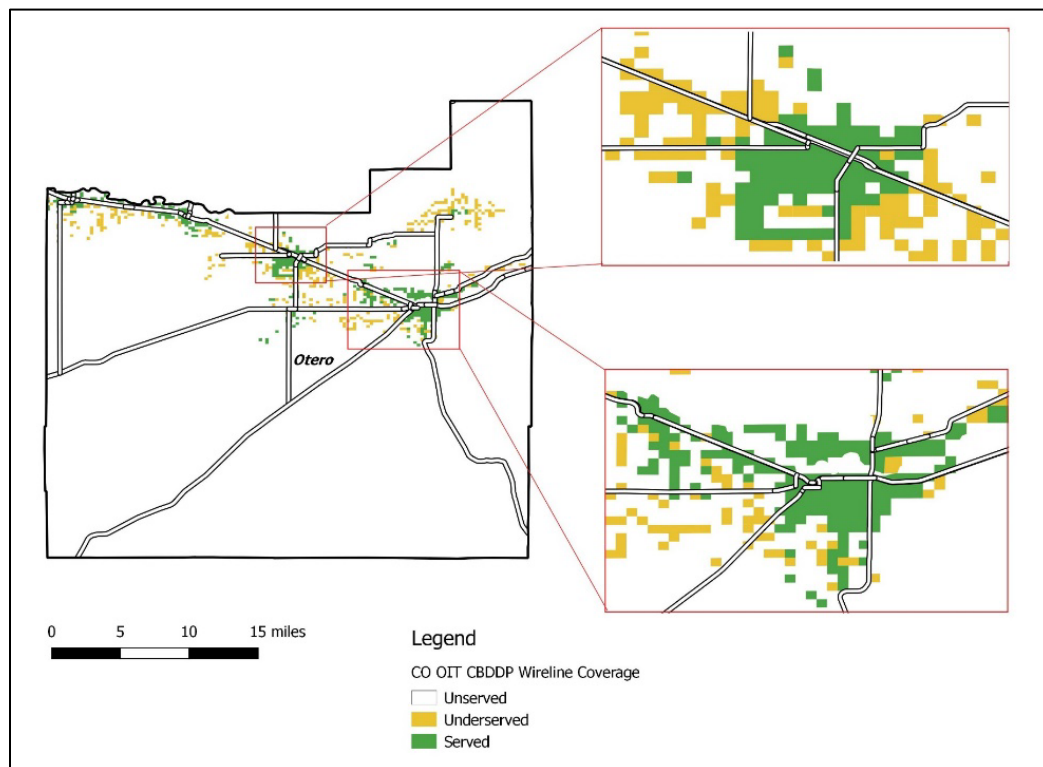 Otero
0 5 10 15 miles
Legend
CO OIT CBDDP Wireline Coverage
Unserved
Underserved
Served